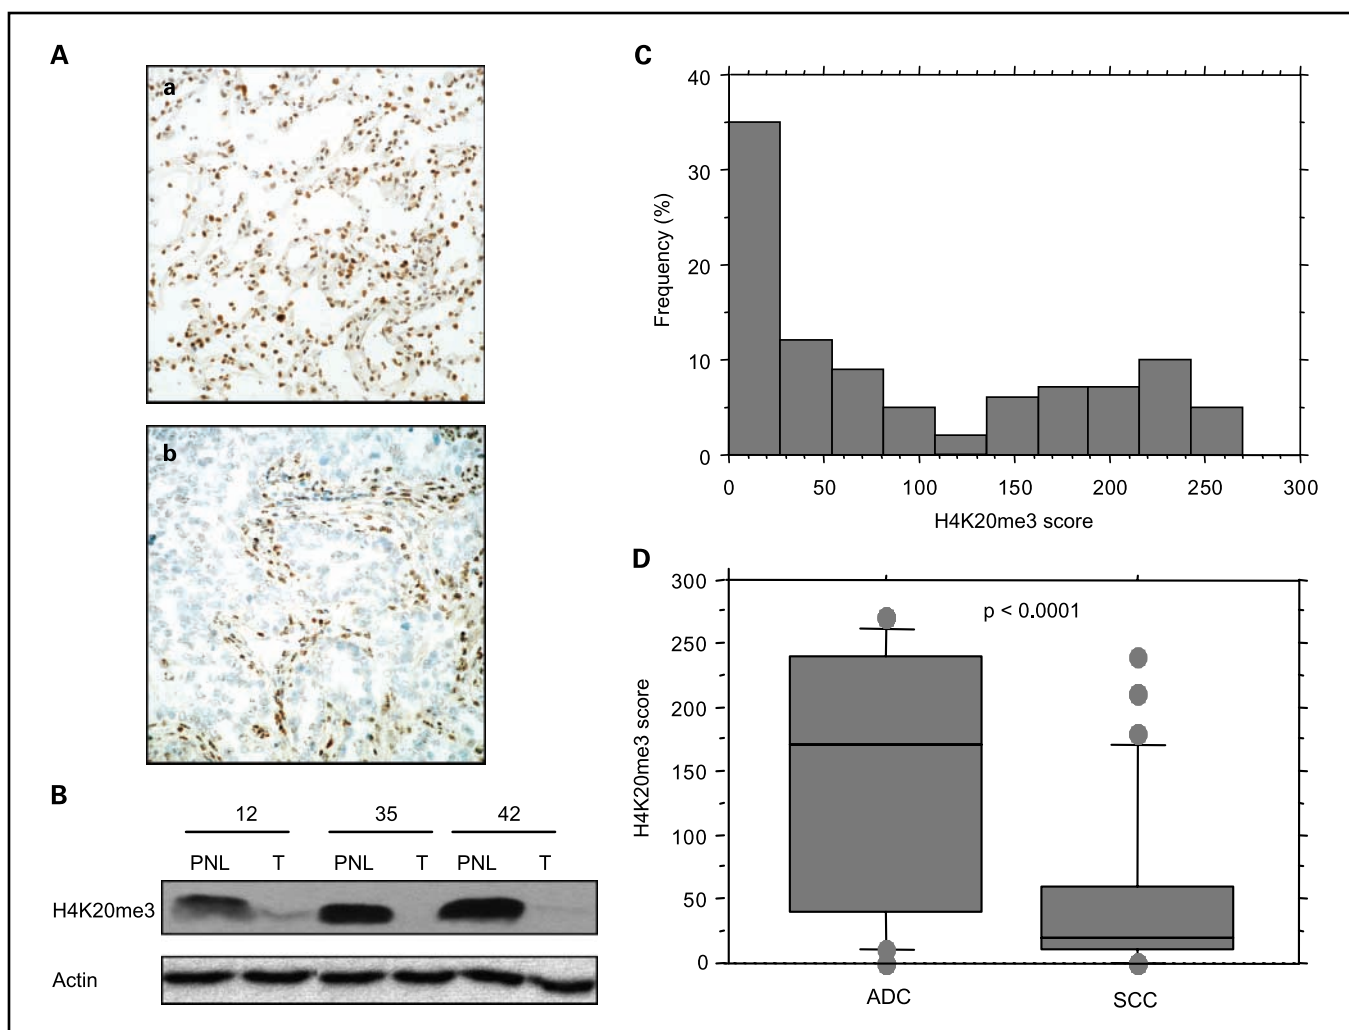 A
a
b
B
12 35 42
PNL T PNL T PNL T
H4K20me3
Actin
C
40
30
20
10
0
Frequency (%)
0 50 100 150 200 250 300
H4K20me3 score
D
300
250
200
150
100
50
0
H4K20me3 score
p < 0.0001
ADC SCC